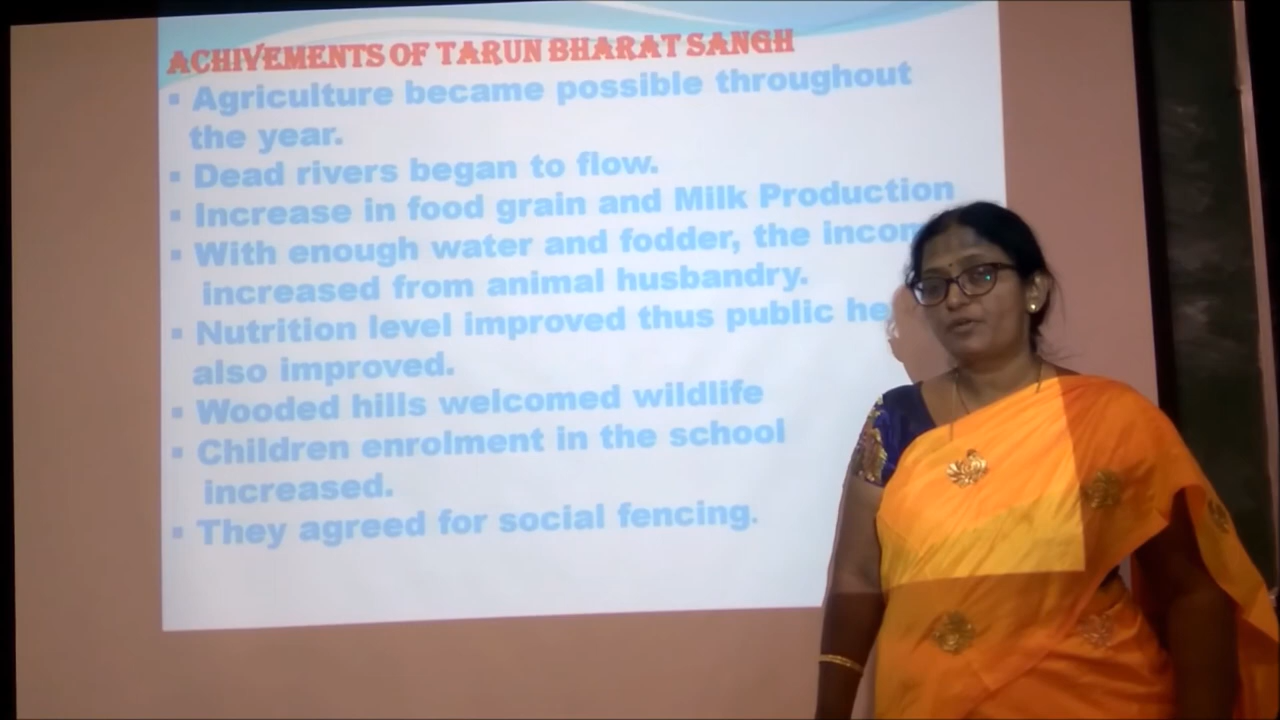 ACHIVEMENTS OF TARUN BHARAT SANGH
▪ Agriculture became possible throughout
the year.
▪ Dead rivers began to flow.
▪ Increase in food grain and Milk Production
▪ With enough water and fodder, the incom
increased from animal husbandry.
▪ Nutrition level improved thus public he
also improved.
▪ Wooded hills welcomed wildlife
▪ Children enrolment in the school
increased.
▪ They agreed for social fencing.